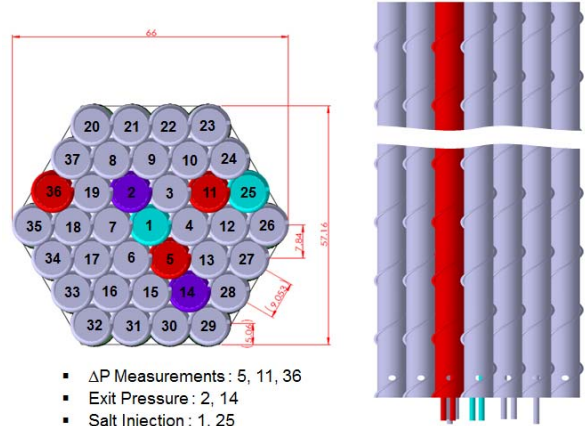 66
20 21 22 23
37 8 9 10 24
36 19 2 3 11 25
35 18 7 1 4 12 26
34 17 6 5 13 27
33 16 15 14 28
32 31 30 29
57.16
7.84
(9.053)
(5.04)
▪ ΔP Measurements : 5, 11, 36
▪ Exit Pressure : 2, 14
▪ Salt Injection : 1, 25